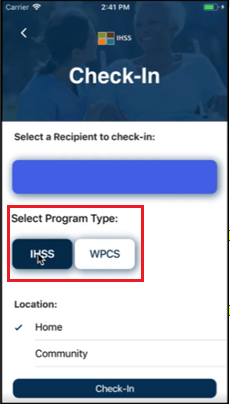 Carrier 2:41 PM
IHSS
Check-In
Select a Recipient to check-in:
Select Program Type:
IHSS WPCS
Location:
✓ Home
Community
Check-In